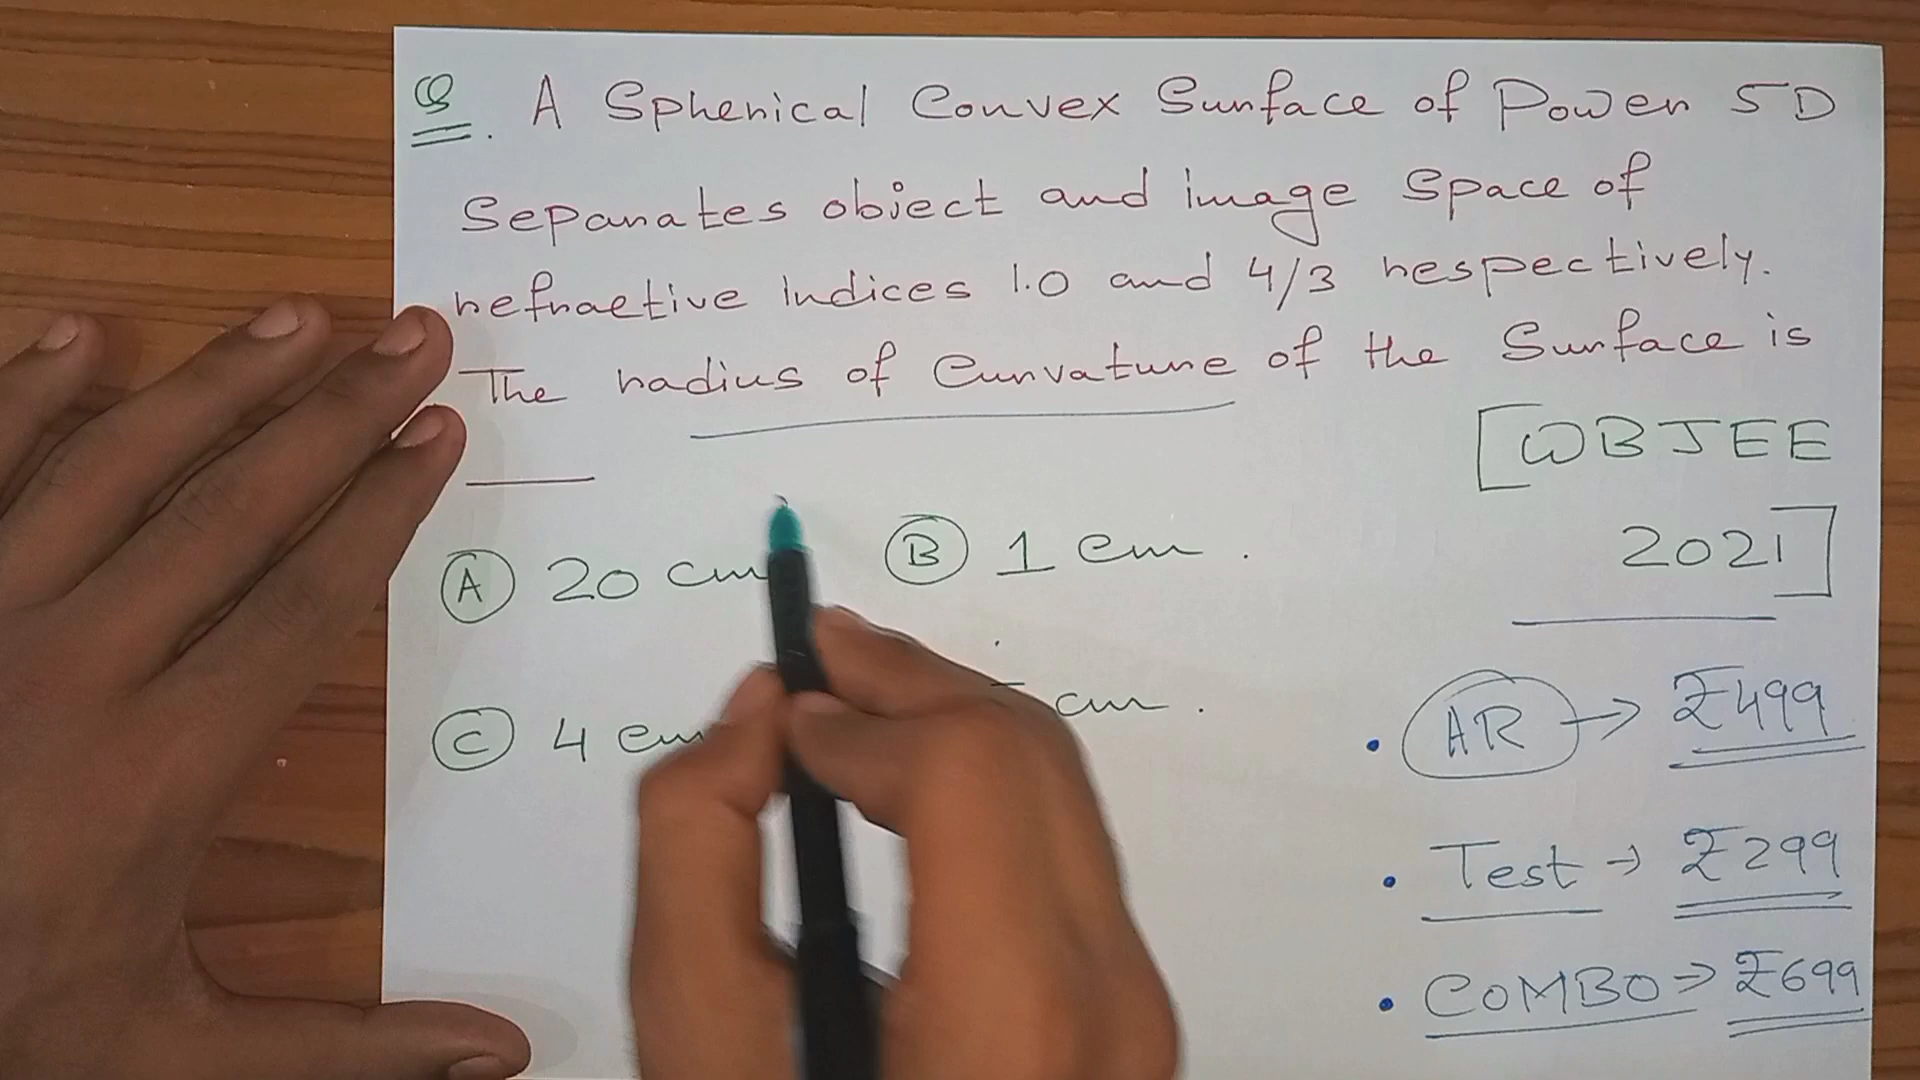 Q. A Spherical Convex Surface of Power 5D
Separates object and image Space of
refractive indices 1.0 and 4/3 respectively.
The radius of Curvature of the Surface is
____
[WBJEE
2021]
(A) 20 cm (B) 1 cm.
(C) 4 cm cm.
• AR → ₹499
• Test → ₹299
• COMBO → ₹699